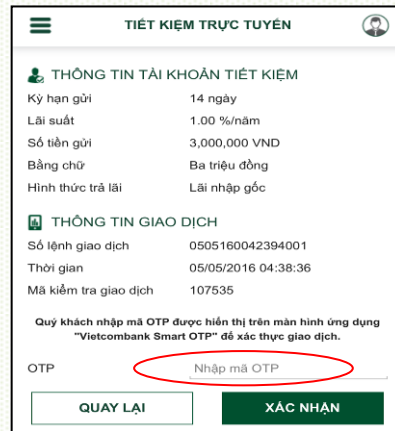 TIẾT KIỆM TRỰC TUYẾN
THÔNG TIN TÀI KHOẢN TIẾT KIỆM
Kỳ hạn gửi 14 ngày
Lãi suất 1.00 %/năm
Số tiền gửi 3,000,000 VND
Bằng chữ Ba triệu đồng
Hình thức trả lãi Lãi nhập gốc
THÔNG TIN GIAO DỊCH
Số lệnh giao dịch 0505160042394001
Thời gian 05/05/2016 04:38:36
Mã kiểm tra giao dịch 107535
Quý khách nhập mã OTP được hiển thị trên màn hình ứng dụng
"Vietcombank Smart OTP" để xác thực giao dịch.
OTP Nhập mã OTP
QUAY LẠI XÁC NHẬN